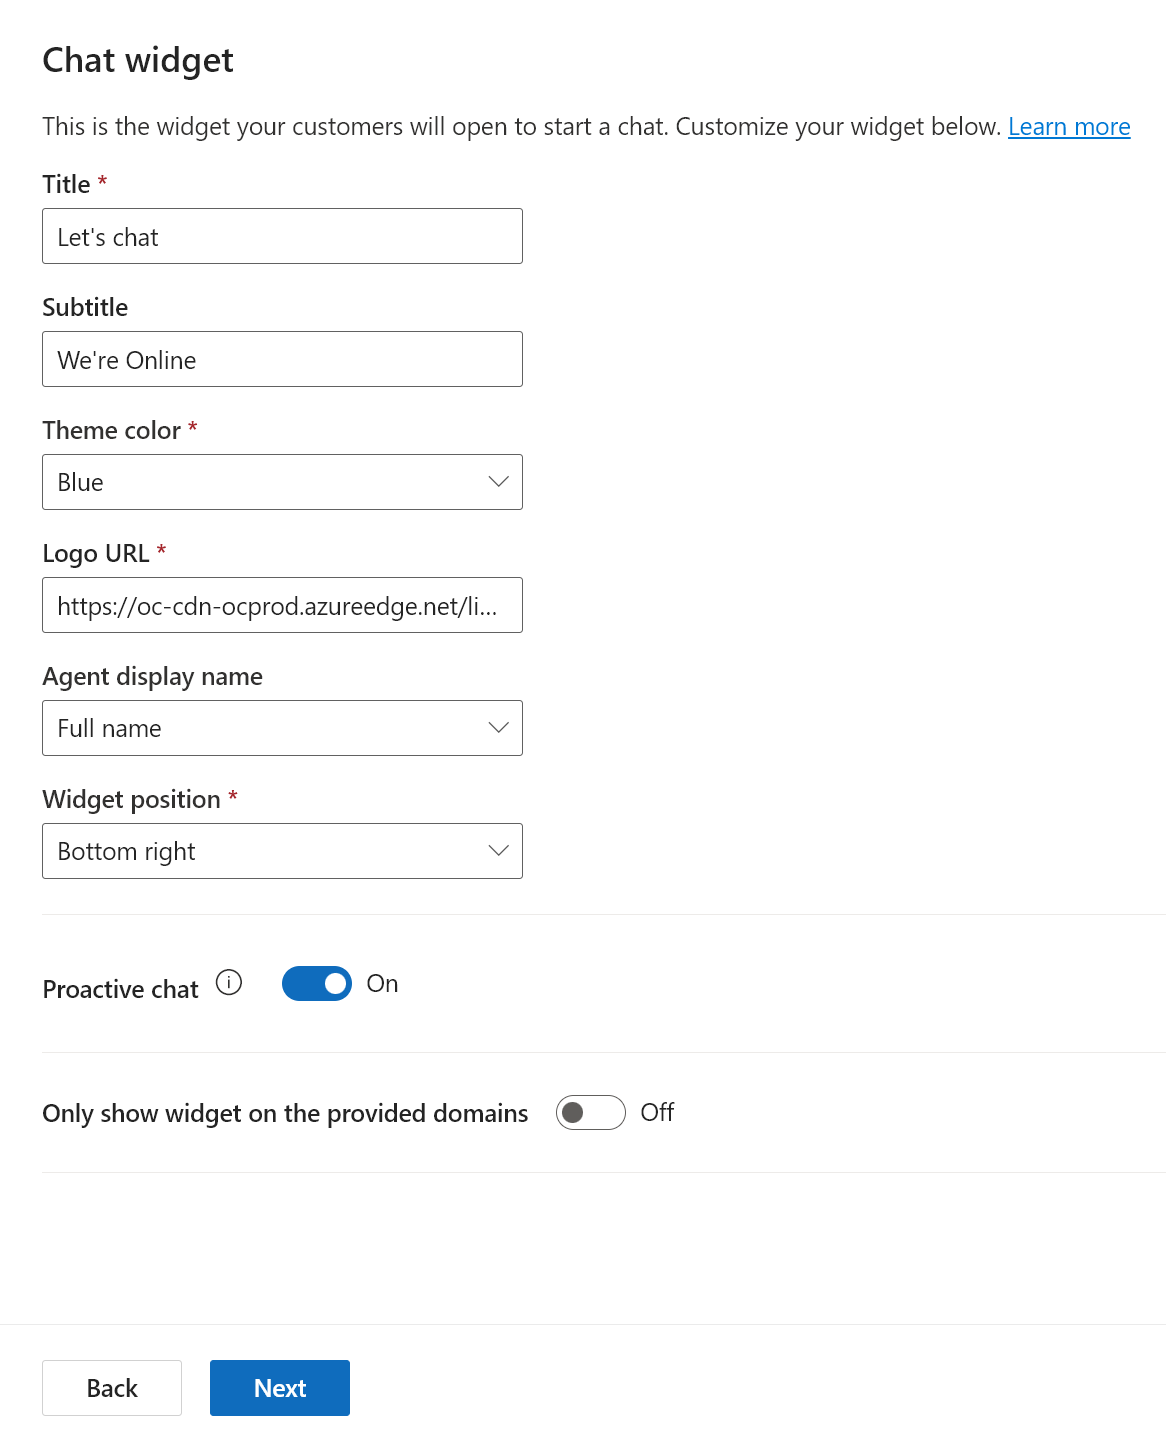 Chat widget
This is the widget your customers will open to start a chat. Customize your widget below. Learn more
Title *
Let's chat
Subtitle
We're Online
Theme color *
Blue
Logo URL *
https://oc-cdn-ocprod.azureedge.net/li...
Agent display name
Full name
Widget position *
Bottom right
Proactive chat On
Only show widget on the provided domains Off
Back Next